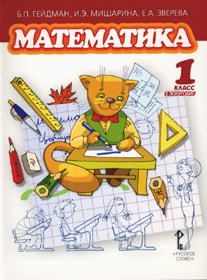 Б.П. ГЕЙДМАН, И.Э. МИШАРИНА, Е.А. ЗВЕРЕВА
МАТЕМАТИКА
1
КЛАСС
«РУССКОЕ
СЛОВО»